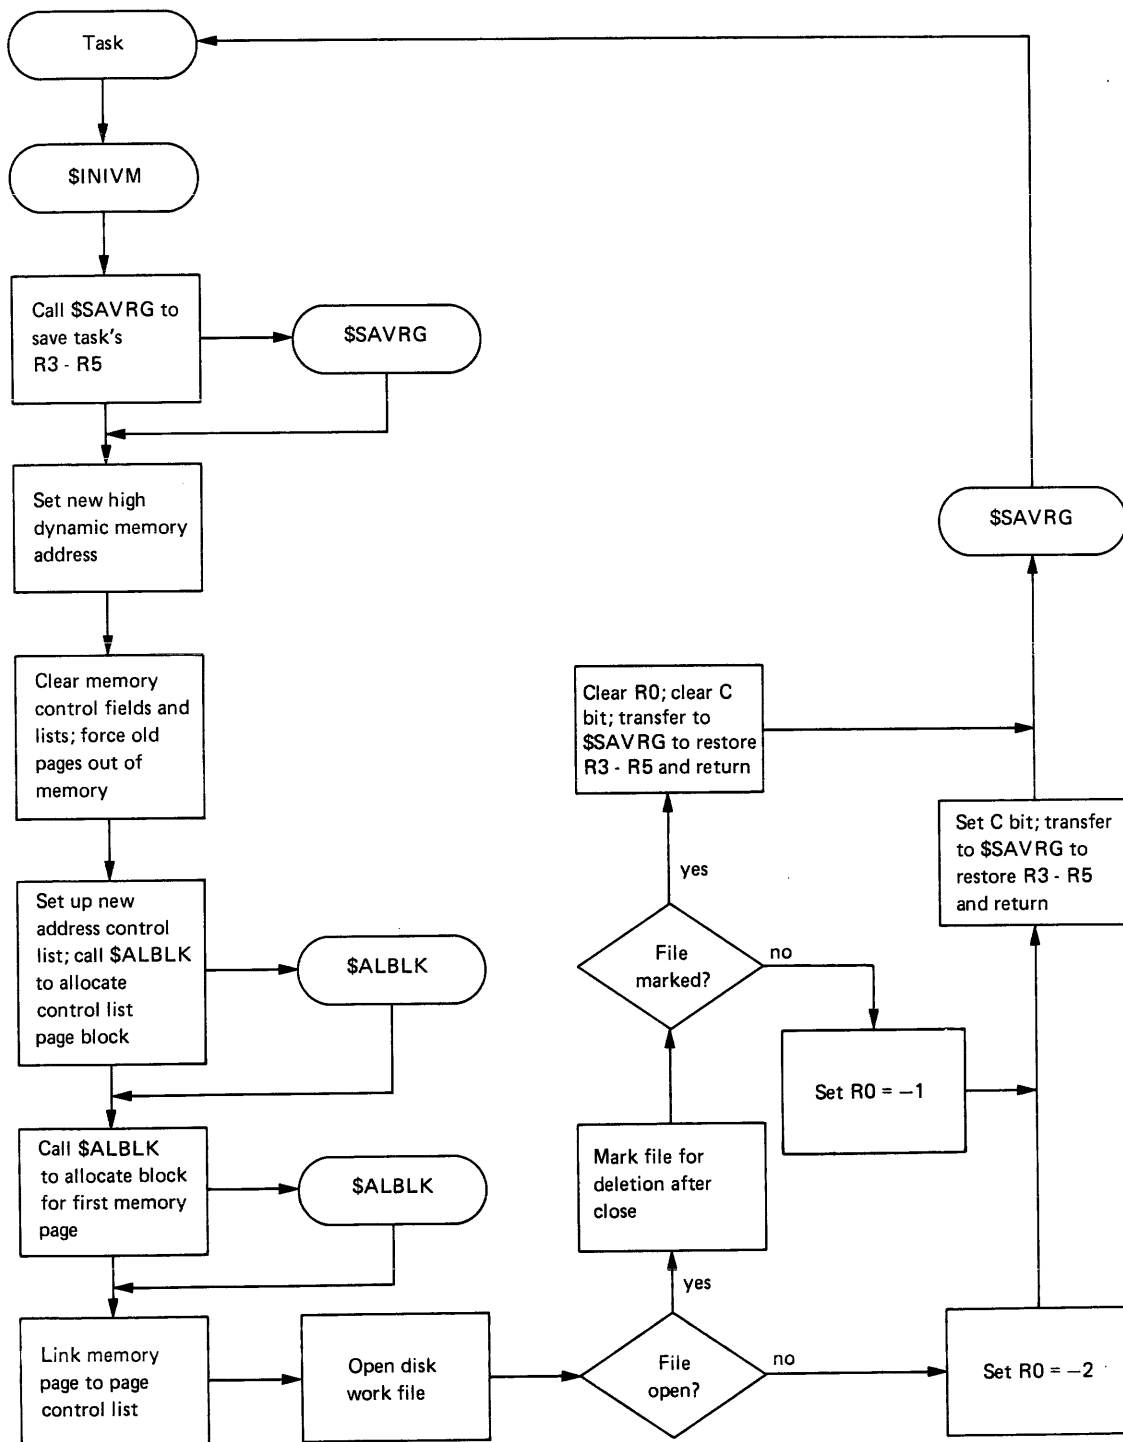 Task
$INIVM
Call $SAVRG to
save task's
R3 - R5
$SAVRG
Set new high
dynamic memory
address
$SAVRG
Clear memory
control fields and
lists; force old
pages out of
memory
Clear R0; clear C
bit; transfer to
$SAVRG to restore
R3 - R5 and return
Set C bit; transfer
to $SAVRG to
restore R3 - R5
and return
yes
Set up new
address control
list; call $ALBLK
to allocate
control list
page block
$ALBLK
File
marked?
no
Set R0 = −1
Call $ALBLK
to allocate block
for first memory
page
$ALBLK
Mark file for
deletion after
close
yes
Link memory
page to page
control list
Open disk
work file
File
open?
no
Set R0 = −2